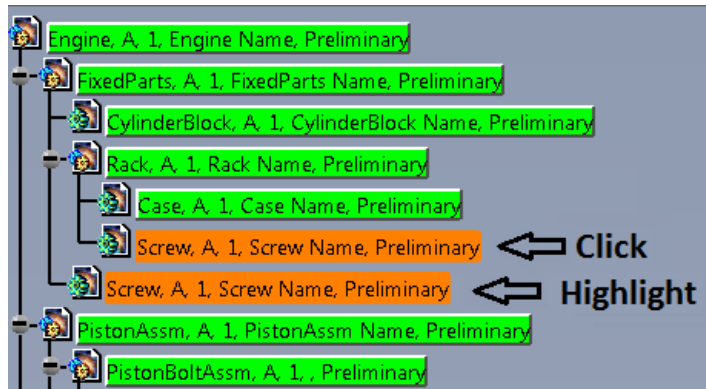 Engine, A, 1, Engine Name, Preliminary
FixedParts, A, 1, FixedParts Name, Preliminary
CylinderBlock, A, 1, CylinderBlock Name, Preliminary
Rack, A, 1, Rack Name, Preliminary
Case, A, 1, Case Name, Preliminary
Screw, A, 1, Screw Name, Preliminary Click
Screw, A, 1, Screw Name, Preliminary Highlight
PistonAssm, A, 1, PistonAssm Name, Preliminary
PistonBoltAssm, A, 1, , Preliminary